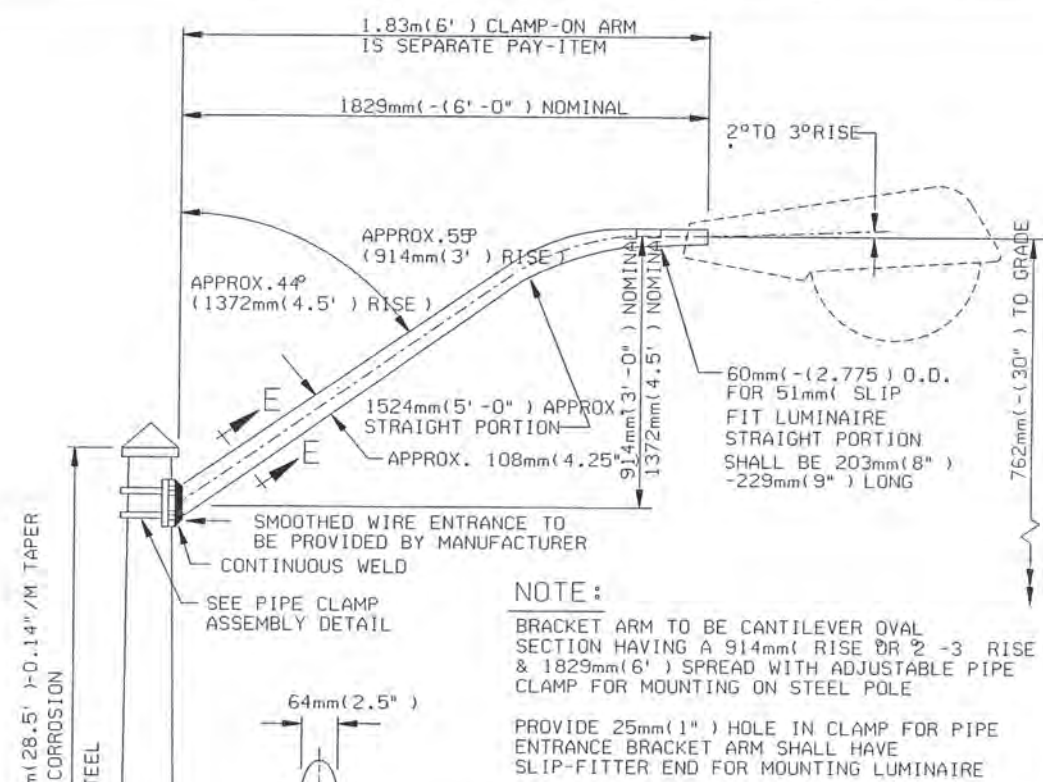 1.83m(6' ) CLAMP-ON ARM
IS SEPARATE PAY-ITEM
1829mm(-(6' -0" ) NOMINAL
2°TO 3°RISE
APPROX.55°
(914mm(3' ) RISE )
APPROX.44°
(1372mm(4.5' ) RISE )
914mm(3' -0" ) NOMINA
1372mm(4.5' ) NOMINA
762mm(-(30" ) TO GRADE
60mm(-(2.775 ) O.D.
FOR 51mm( SLIP
FIT LUMINAIRE
STRAIGHT PORTION
SHALL BE 203mm(8" )
-229mm(9" ) LONG
E
1524mm(5' -0" ) APPROX.
STRAIGHT PORTION
E
APPROX. 108mm(4.25"
SMOOTHED WIRE ENTRANCE TO
BE PROVIDED BY MANUFACTURER
CONTINUOUS WELD
SEE PIPE CLAMP
ASSEMBLY DETAIL
m(28.5' )-0.14"/M TAPER
CORROSION
TEEL
64mm(2.5" )
NOTE:
BRACKET ARM TO BE CANTILEVER OVAL
SECTION HAVING A 914mm( RISE OR 2 -3 RISE
& 1829mm(6' ) SPREAD WITH ADJUSTABLE PIPE
CLAMP FOR MOUNTING ON STEEL POLE
PROVIDE 25mm(1" ) HOLE IN CLAMP FOR PIPE
ENTRANCE BRACKET ARM SHALL HAVE
SLIP-FITTER END FOR MOUNTING LUMINAIRE